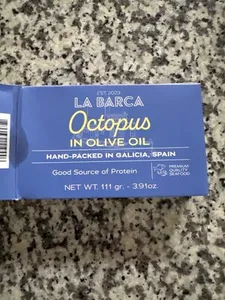 EST 2023
LA BARCA
Octopus
IN OLIVE OIL
HAND-PACKED IN GALICIA, SPAIN
Good Source of Protein
PREMIUM
QUALITY
SEAFOOD
NET WT. 111 gr. - 3.91oz.